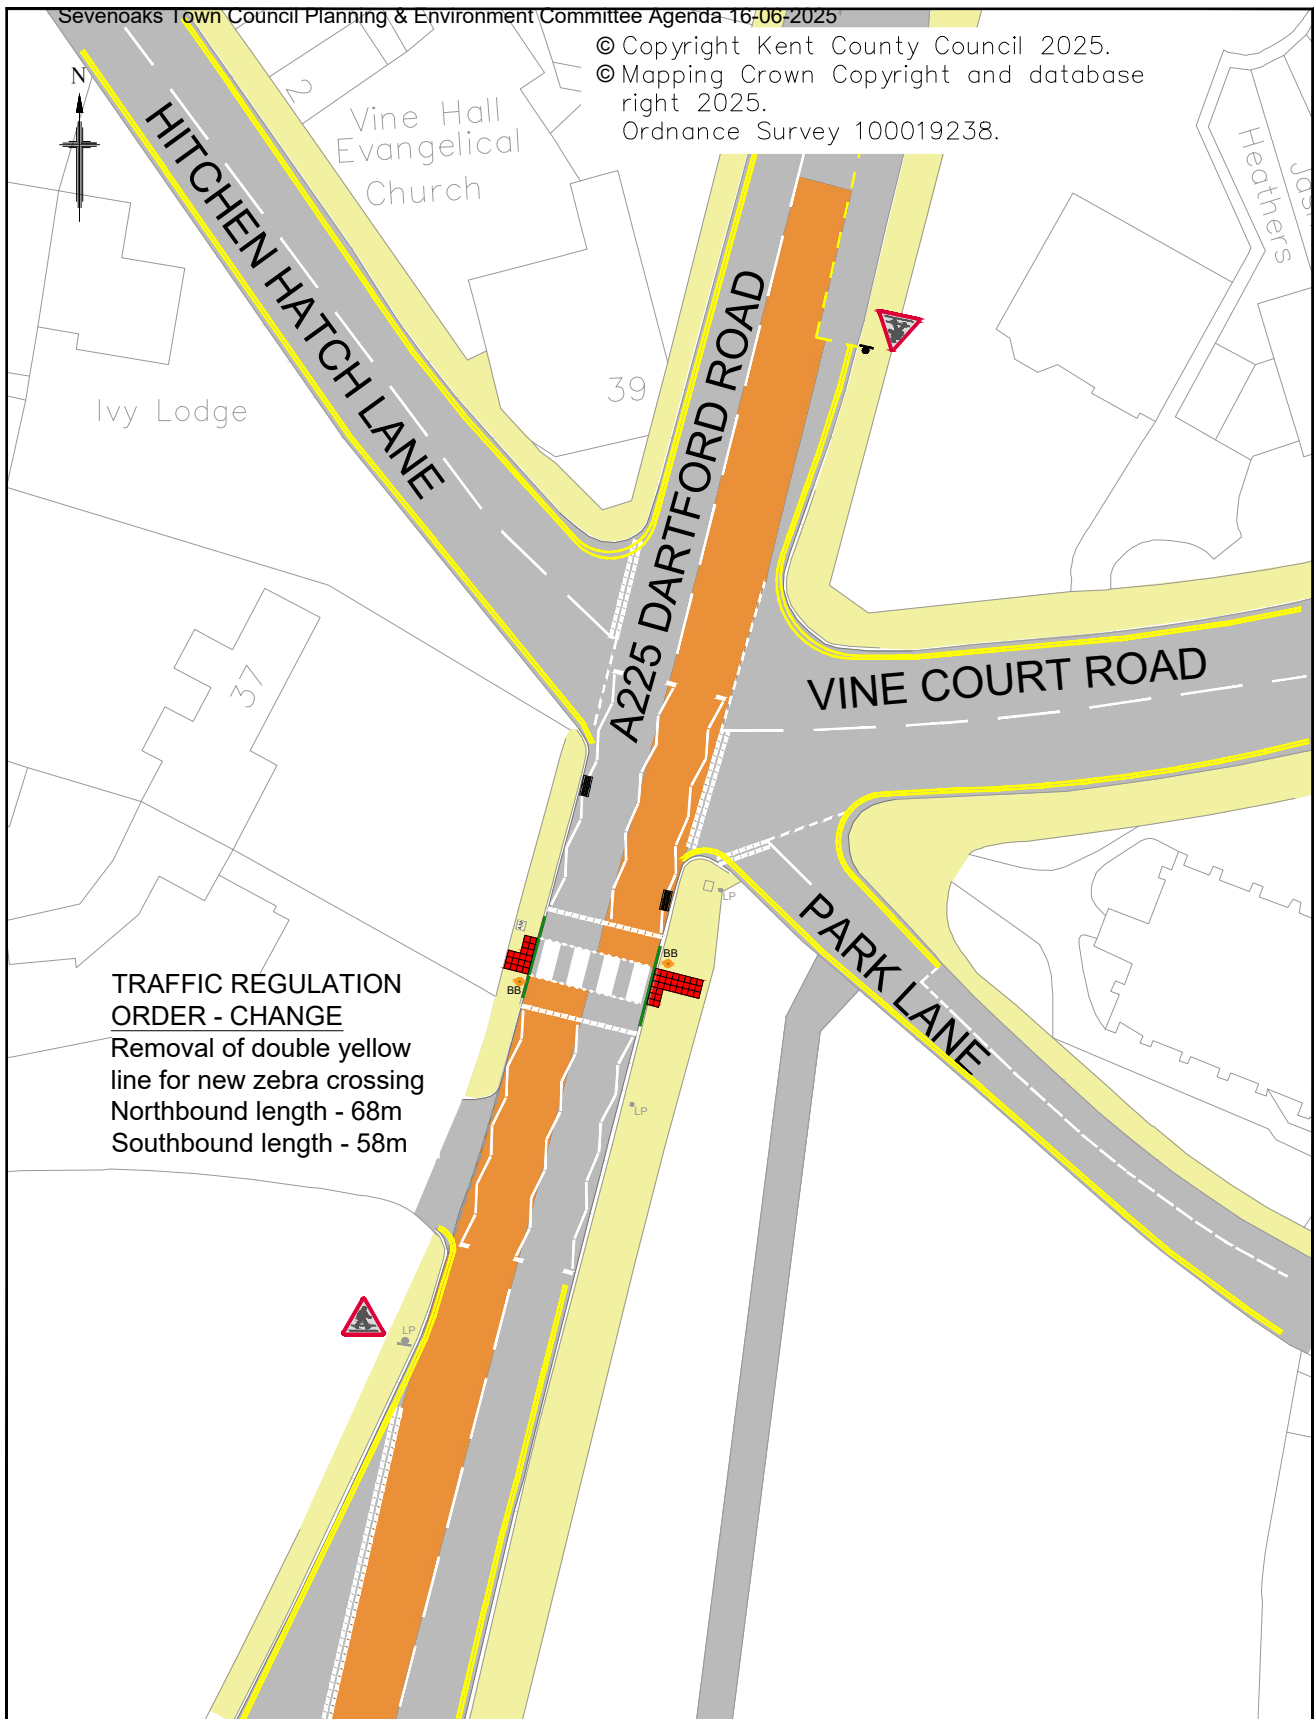 Sevenoaks Town Council Planning & Environment Committee Agenda 16-06-2025
© Copyright Kent County Council 2025.
© Mapping Crown Copyright and database
right 2025.
Ordnance Survey 100019238.
N
2
Vine Hall
Evangelical
Church
HITCHEN HATCH LANE
Heathers
Ivy Lodge
39
A225 DARTFORD ROAD
37
VINE COURT ROAD
LP
PARK LANE
BB
BB
TRAFFIC REGULATION
ORDER - CHANGE
Removal of double yellow
line for new zebra crossing
Northbound length - 68m
Southbound length - 58m
LP
LP